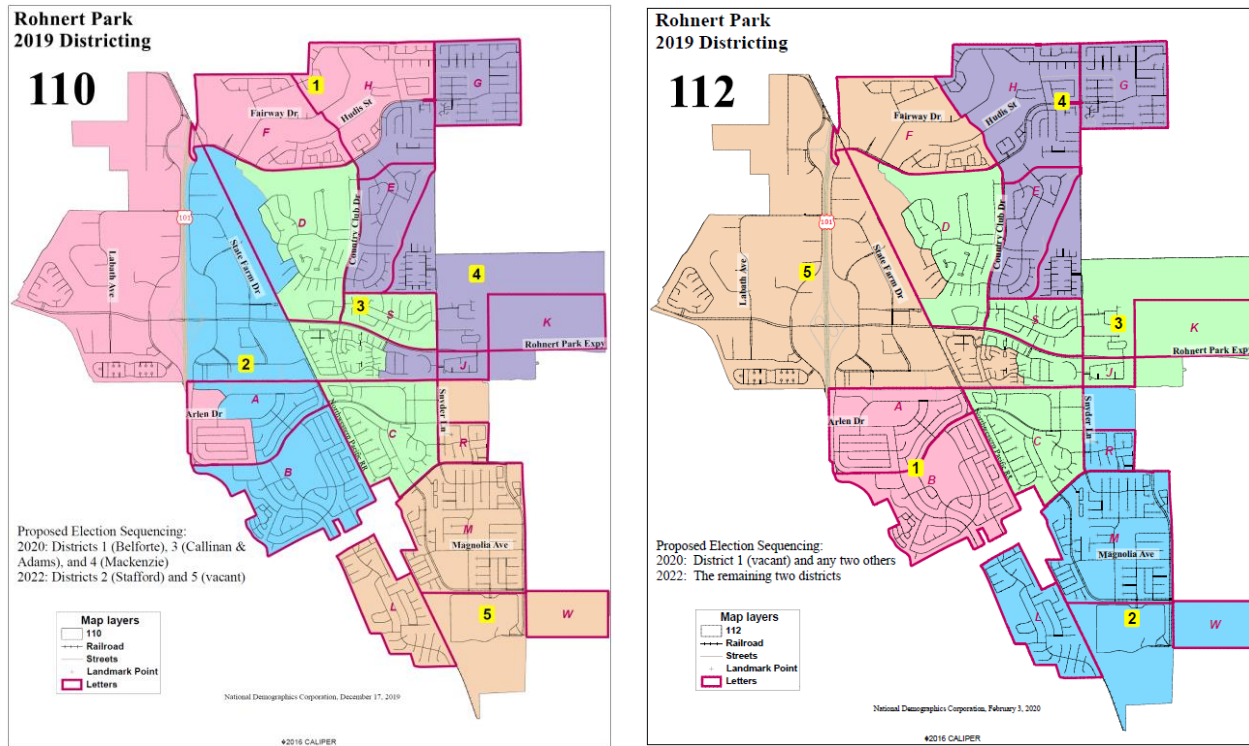 Rohnert Park
2019 Districting
110
1
H
G
Fairway Dr
Hudis St
F
E
D
101
Country Club Dr
Labath Ave
State Farm Dr
4
3
S
K
Rohnert Park Expy
2
J
A
Arlen Dr
Snyder Ln
Northwestern Pacific RR
C
R
B
M
Magnolia Ave
Proposed Election Sequencing:
2020: Districts 1 (Belforte), 3 (Callinan &
Adams), and 4 (Mackenzie)
2022: Districts 2 (Stafford) and 5 (vacant)
L
5
W
Map layers
110
Railroad
Streets
Landmark Point
Letters
National Demographics Corporation, December 17, 2019
©2016 CALIPER
Rohnert Park
2019 Districting
112
H
4
G
Fairway Dr
Hudis St
F
E
D
101
Country Club Dr
5
Labath Ave
State Farm Dr
S
3
K
Rohnert Park Expy
J
A
Arlen Dr
Snyder Ln
Northwestern Pacific RR
C
R
1
B
M
Magnolia Ave
Proposed Election Sequencing:
2020: District 1 (vacant) and any two others
2022: The remaining two districts
L
2
W
Map layers
112
Railroad
Streets
Landmark Point
Letters
National Demographics Corporation, February 3, 2020
©2016 CALIPER